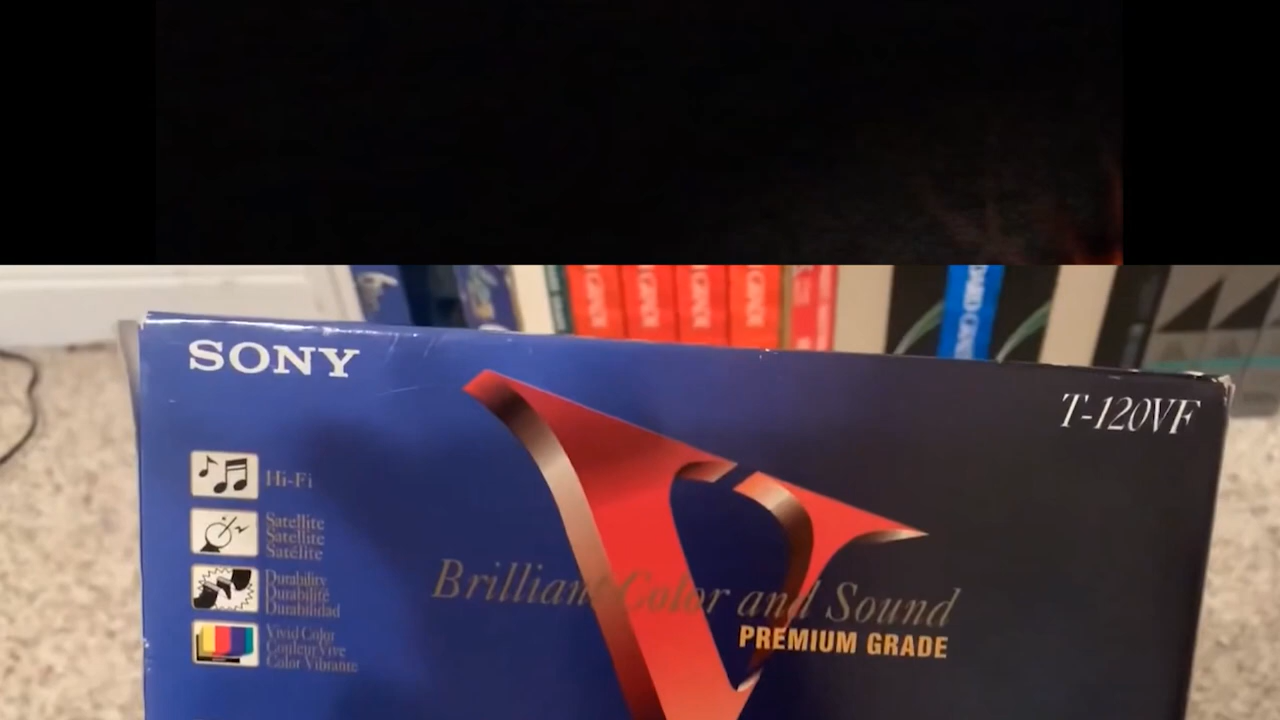 SONY
T-120VF
Hi-Fi
Satellite
Satellite
Satélite
Durability
Durabilité
Durabilidad
Vivid Color
Couleur Vive
Color Vibrante
Brilliant Color and Sound
PREMIUM GRADE